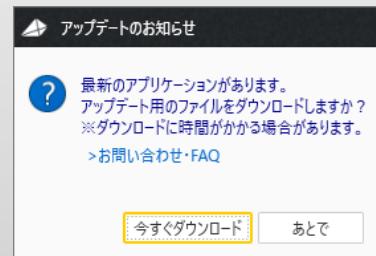 アップデートのお知らせ
最新のアプリケーションがあります。
アップデート用のファイルをダウンロードしますか？
※ダウンロードに時間がかかる場合があります。
>お問い合わせ・FAQ
今すぐダウンロード
あとで